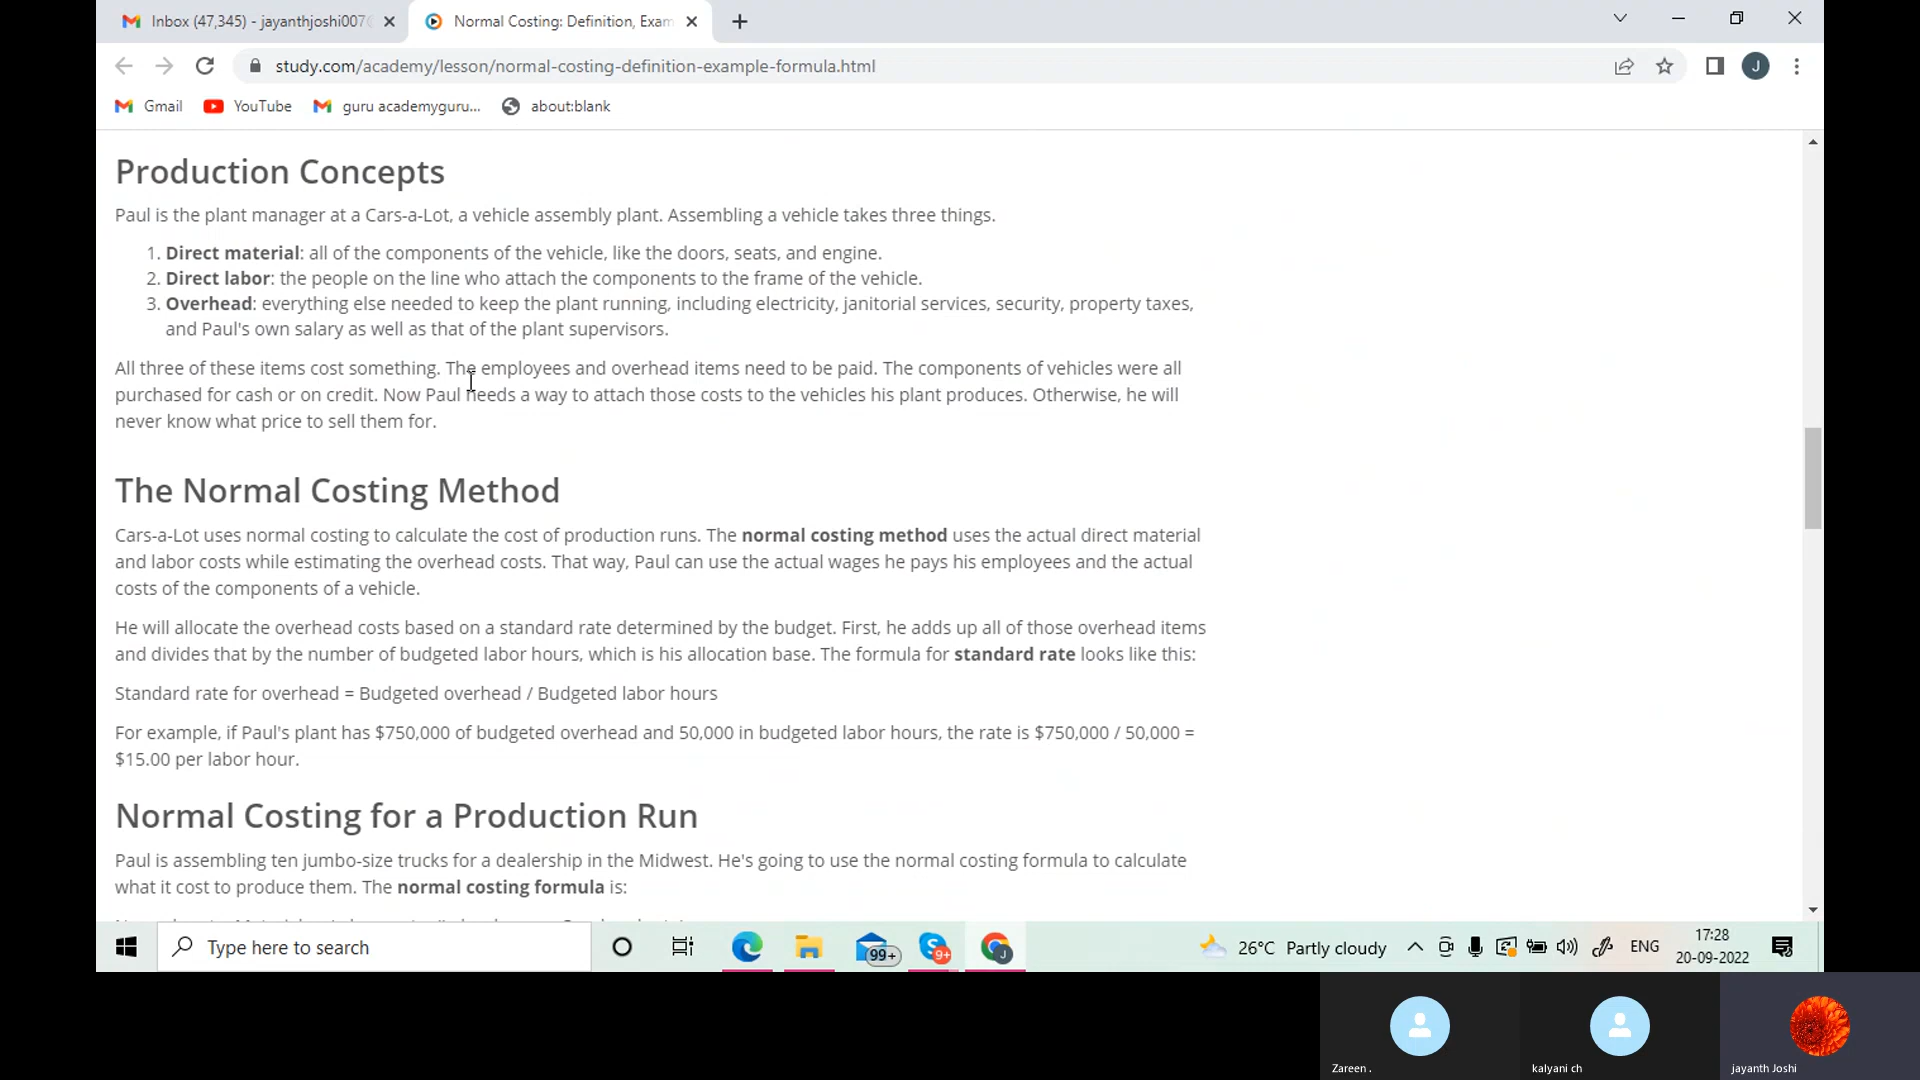 Inbox (47,345) - jayanthjoshi007
Normal Costing: Definition, Exam
study.com/academy/lesson/normal-costing-definition-example-formula.html
J
Gmail
YouTube
guru academyguru...
about:blank
Production Concepts
Paul is the plant manager at a Cars-a-Lot, a vehicle assembly plant. Assembling a vehicle takes three things.
1. Direct material: all of the components of the vehicle, like the doors, seats, and engine.
2. Direct labor: the people on the line who attach the components to the frame of the vehicle.
3. Overhead: everything else needed to keep the plant running, including electricity, janitorial services, security, property taxes,
and Paul's own salary as well as that of the plant supervisors.
All three of these items cost something. The employees and overhead items need to be paid. The components of vehicles were all
purchased for cash or on credit. Now Paul needs a way to attach those costs to the vehicles his plant produces. Otherwise, he will
never know what price to sell them for.
The Normal Costing Method
Cars-a-Lot uses normal costing to calculate the cost of production runs. The normal costing method uses the actual direct material
and labor costs while estimating the overhead costs. That way, Paul can use the actual wages he pays his employees and the actual
costs of the components of a vehicle.
He will allocate the overhead costs based on a standard rate determined by the budget. First, he adds up all of those overhead items
and divides that by the number of budgeted labor hours, which is his allocation base. The formula for standard rate looks like this:
Standard rate for overhead = Budgeted overhead / Budgeted labor hours
For example, if Paul's plant has $750,000 of budgeted overhead and 50,000 in budgeted labor hours, the rate is $750,000 / 50,000 =
$15.00 per labor hour.
Normal Costing for a Production Run
Paul is assembling ten jumbo-size trucks for a dealership in the Midwest. He's going to use the normal costing formula to calculate
what it cost to produce them. The normal costing formula is:
Type here to search
99+
9+
J
26°C Partly cloudy
ENG
17:28
20-09-2022
Zareen .
kalyani ch
jayanth Joshi